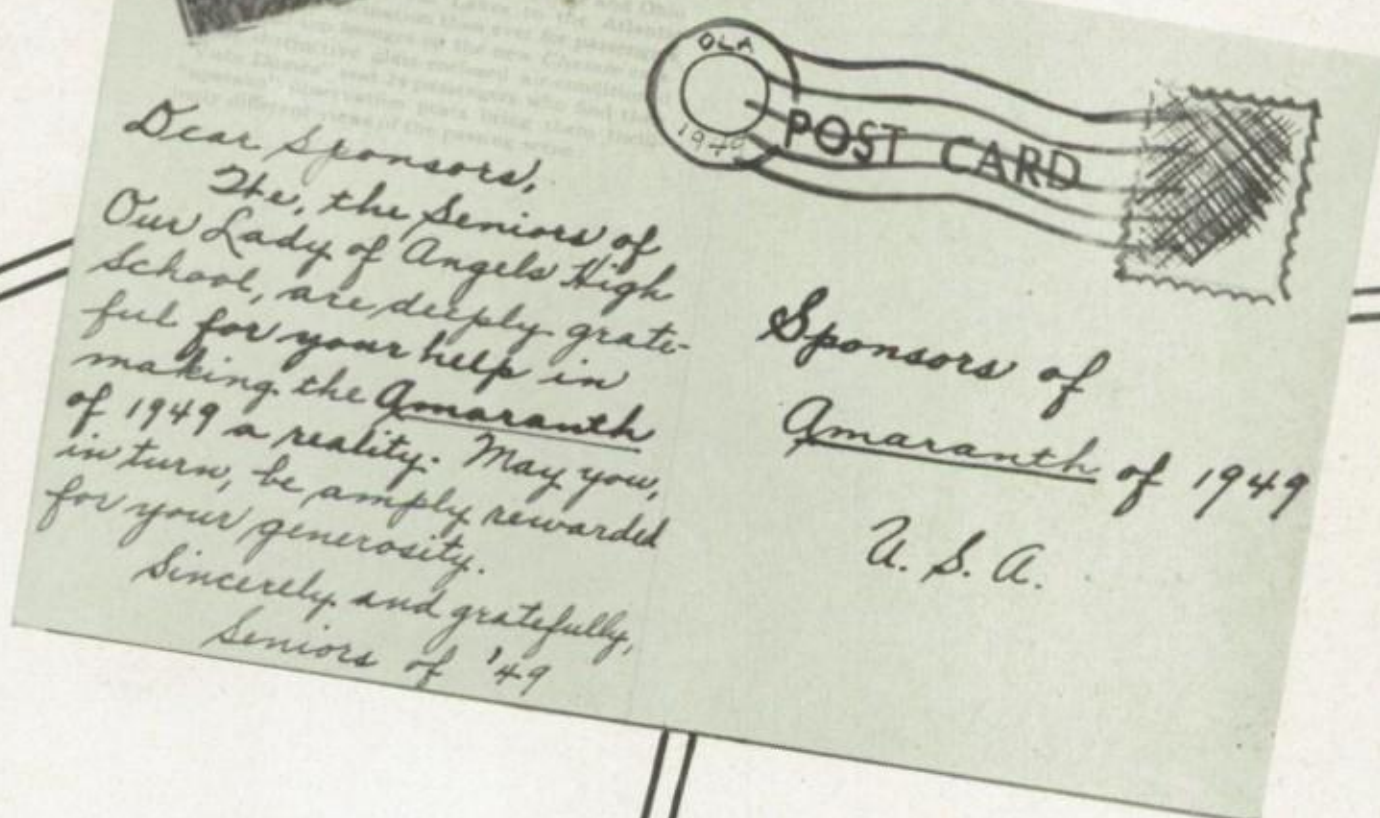 Dear Sponsors,
We, the Seniors of
Our Lady of Angels High
School, are deeply grate-
ful for your help in
making the Amaranth
of 1949 a reality. May you,
in turn, be amply rewarded
for your generosity.
Sincerely and gratefully,
Seniors of '49
OLA
1949
POST CARD
Sponsors of
Amaranth of 1949
U. S. A.